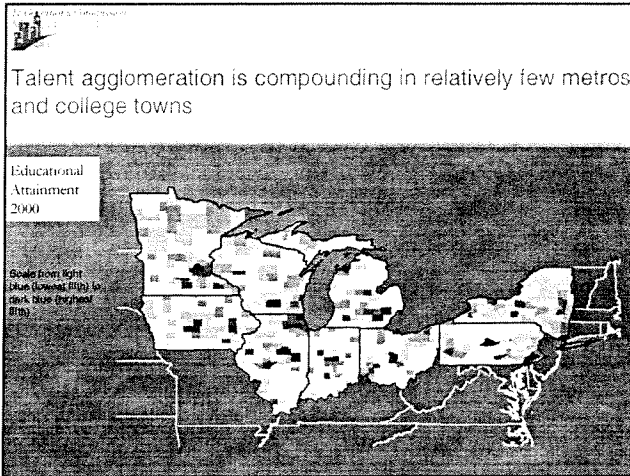 Talent agglomeration is compounding in relatively few metros
and college towns
Educational
Attainment
2000
Scale from light
blue (lowest fifth) to
dark blue (highest
fifth)